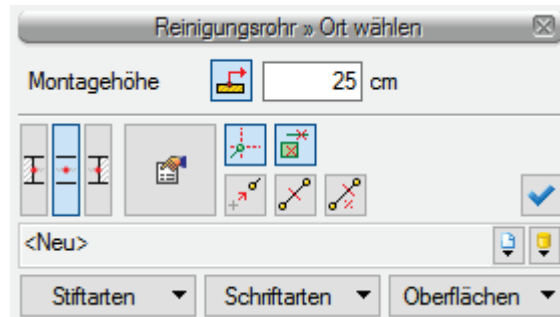 Reinigungsrohr » Ort wählen
Montagehöhe 25 cm
<Neu>
Stiftarten Schriftarten Oberflächen